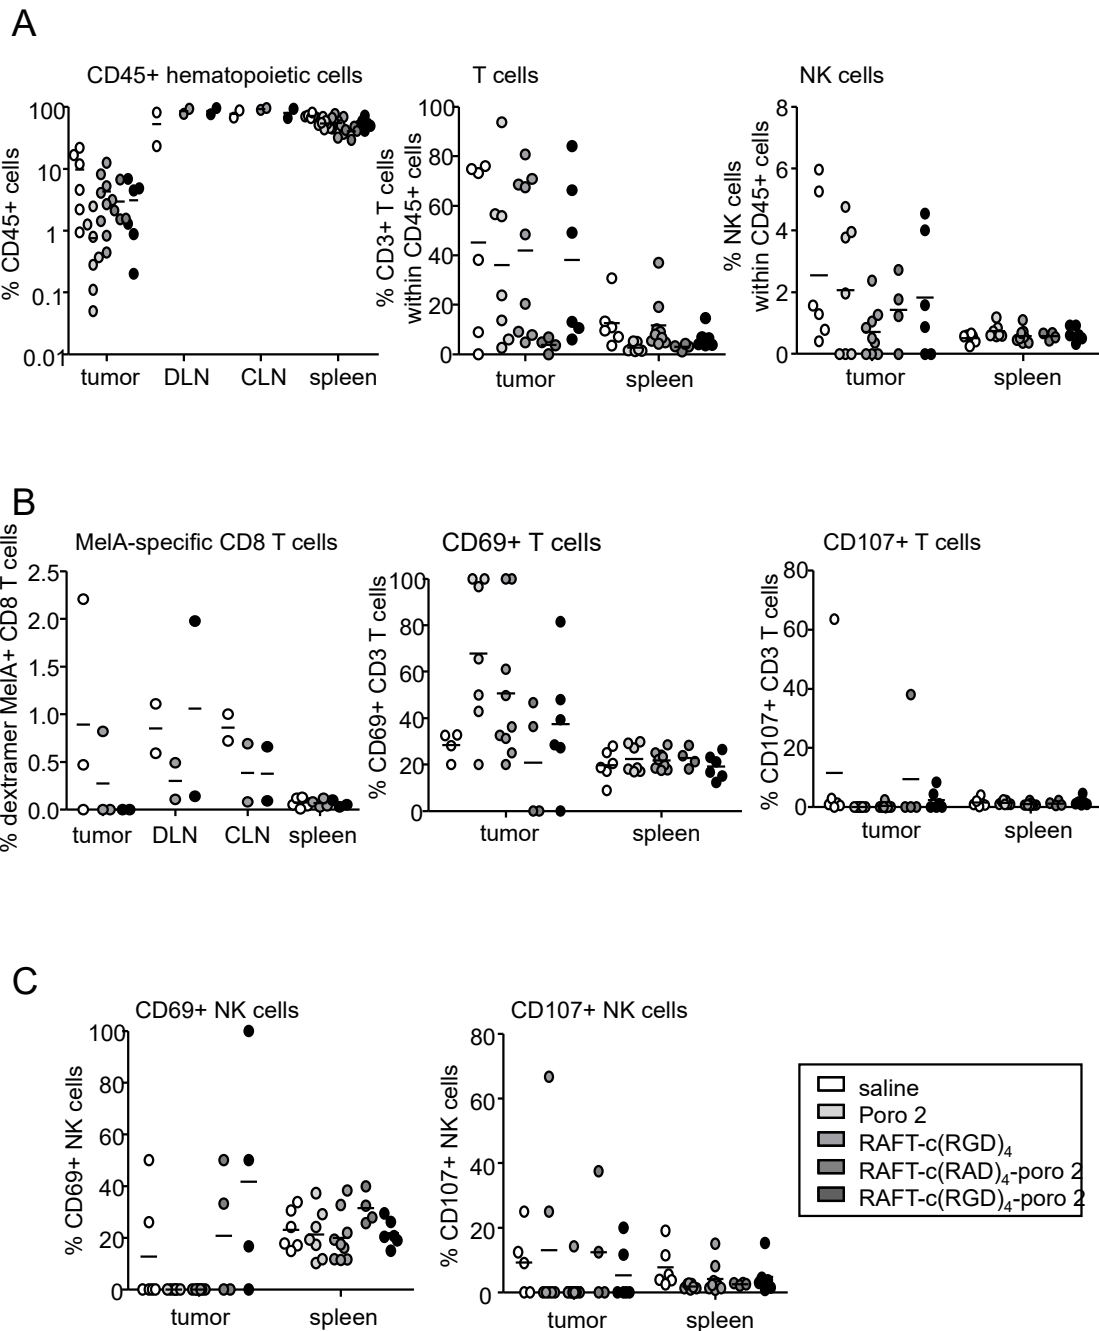 A
CD45+ hematopoietic cells
T cells
NK cells
% CD45+ cells
100
10
1
0.1
0.01
tumor DLN CLN spleen
% CD3+ T cells
within CD45+ cells
100
80
60
40
20
0
tumor spleen
% NK cells
within CD45+ cells
8
6
4
2
0
tumor spleen
B
MelA-specific CD8 T cells
CD69+ T cells
CD107+ T cells
% dextramer MelA+ CD8 T cells
2.5
2.0
1.5
1.0
0.5
0.0
tumor DLN CLN spleen
% CD69+ CD3 T cells
100
80
60
40
20
0
tumor spleen
% CD107+ CD3 T cells
80
60
40
20
0
tumor spleen
C
CD69+ NK cells
CD107+ NK cells
% CD69+ NK cells
100
80
60
40
20
0
tumor spleen
% CD107+ NK cells
80
60
40
20
0
tumor spleen
saline
Poro 2
RAFT-c(RGD)4
RAFT-c(RAD)4-poro 2
RAFT-c(RGD)4-poro 2